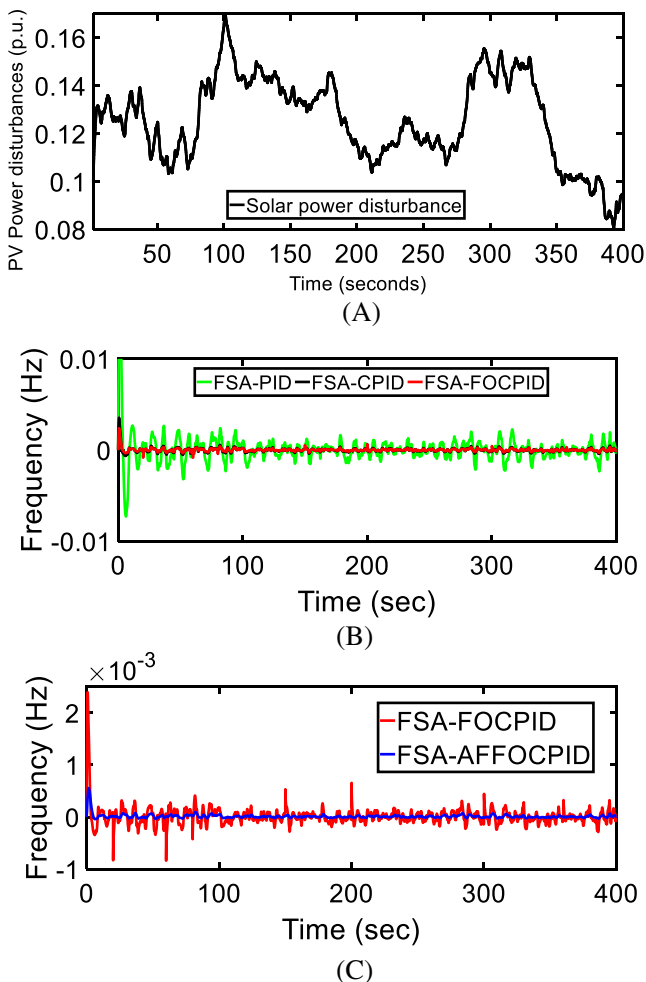 PV Power disturbances (p.u.)
0.16
0.14
0.12
0.1
0.08
Solar power disturbance
50 100 150 200 250 300 350 400
Time (seconds)
(A)
Frequency (Hz)
0.01
0
-0.01
FSA-PID FSA-CPID FSA-FOCPID
0 100 200 300 400
Time (sec)
(B)
×10-3
Frequency (Hz)
2
1
0
-1
FSA-FOCPID
FSA-AFFOCPID
0 100 200 300 400
Time (sec)
(C)